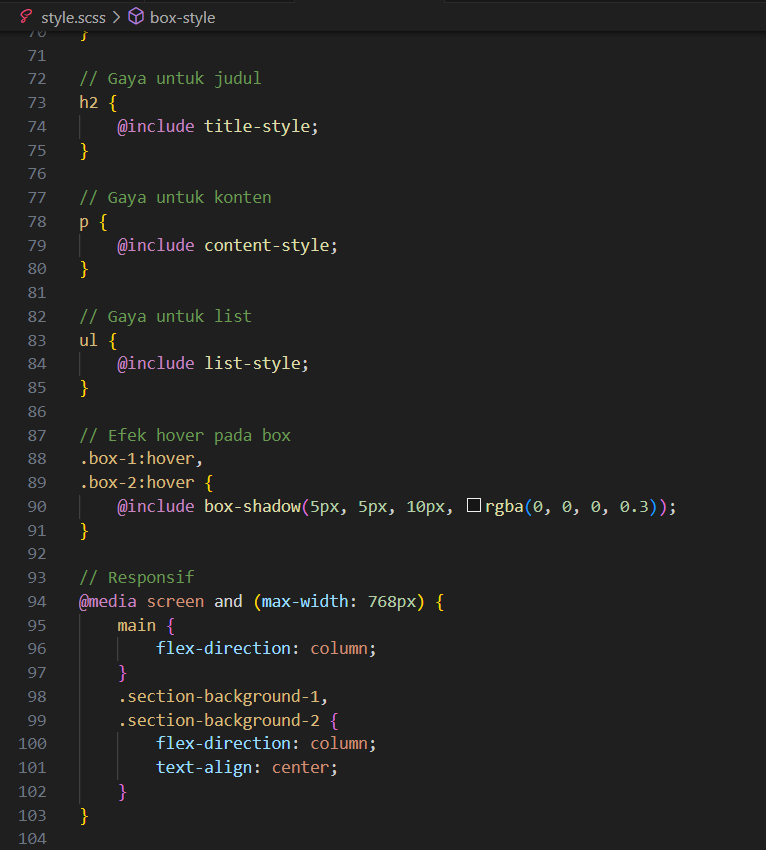 style.scss > box-style
70 }
71
72 // Gaya untuk judul
73 h2 {
74     @include title-style;
75 }
76
77 // Gaya untuk konten
78 p {
79     @include content-style;
80 }
81
82 // Gaya untuk list
83 ul {
84     @include list-style;
85 }
86
87 // Efek hover pada box
88 .box-1:hover,
89 .box-2:hover {
90     @include box-shadow(5px, 5px, 10px, rgba(0, 0, 0, 0.3));
91 }
92
93 // Responsif
94 @media screen and (max-width: 768px) {
95     main {
96         flex-direction: column;
97     }
98     .section-background-1,
99     .section-background-2 {
100         flex-direction: column;
101         text-align: center;
102     }
103 }
104